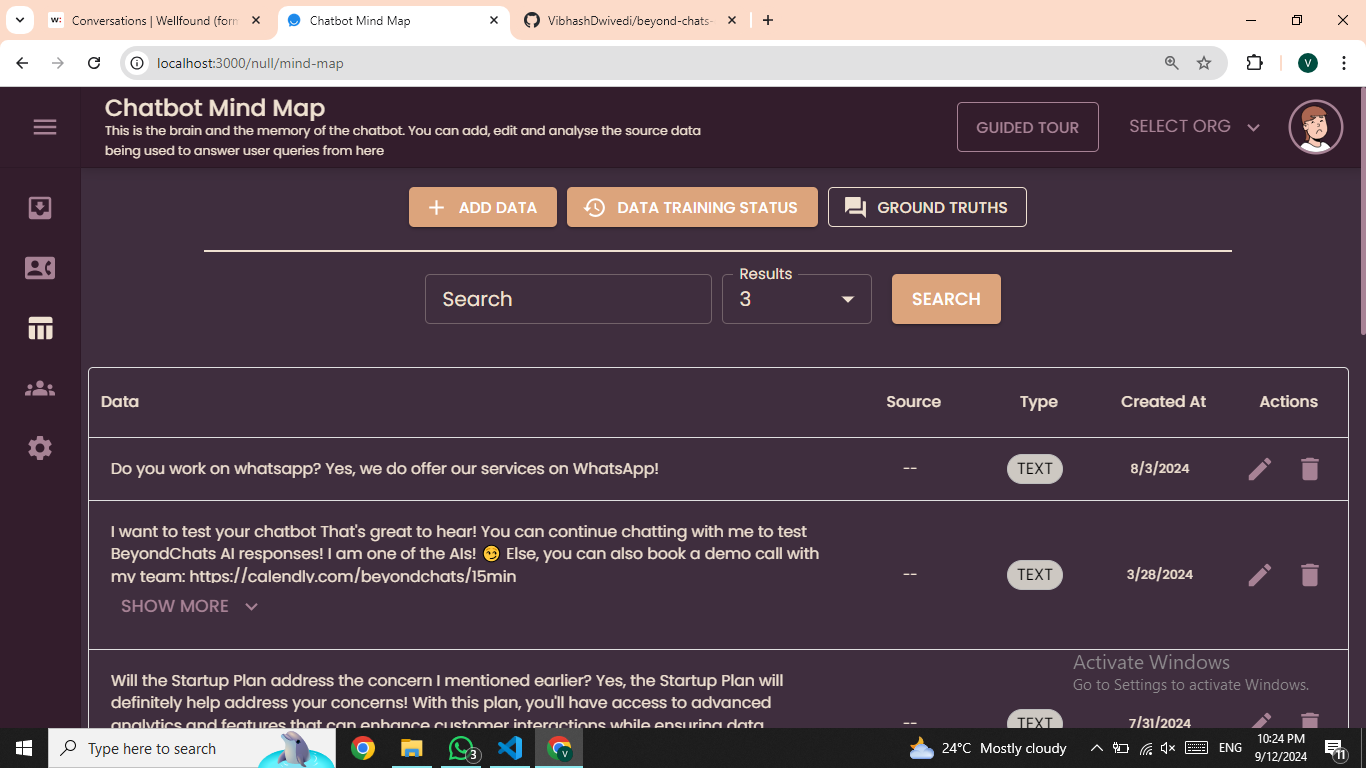 Conversations | Wellfound (form
Chatbot Mind Map
VibhashDwivedi/beyond-chats-
localhost:3000/null/mind-map
V
Chatbot Mind Map
This is the brain and the memory of the chatbot. You can add, edit and analyse the source data
being used to answer user queries from here
GUIDED TOUR
SELECT ORG
ADD DATA
DATA TRAINING STATUS
GROUND TRUTHS
Search
Results
3
SEARCH
Data Source Type Created At Actions
Do you work on whatsapp? Yes, we do offer our services on WhatsApp! -- TEXT 8/3/2024
I want to test your chatbot That's great to hear! You can continue chatting with me to test
BeyondChats AI responses! I am one of the AIs! 😏 Else, you can also book a demo call with
my team: https://calendly.com/beyondchats/15min
-- TEXT 3/28/2024
SHOW MORE
Will the Startup Plan address the concern I mentioned earlier? Yes, the Startup Plan will
definitely help address your concerns! With this plan, you'll have access to advanced
analytics and features that can enhance customer interactions while ensuring data
-- TEXT 7/31/2024
Activate Windows
Go to Settings to activate Windows.
Type here to search
3
V
24°C Mostly cloudy
ENG
10:24 PM
9/12/2024
11